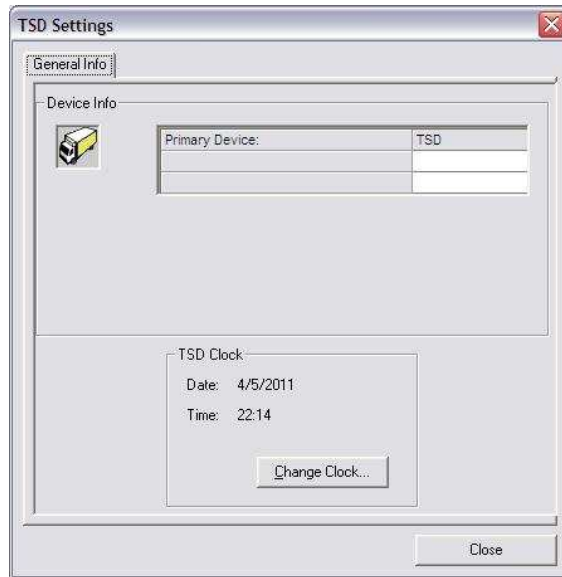 TSD Settings
General Info
Device Info
Primary Device: TSD
TSD Clock
Date: 4/5/2011
Time: 22:14
Change Clock...
Close